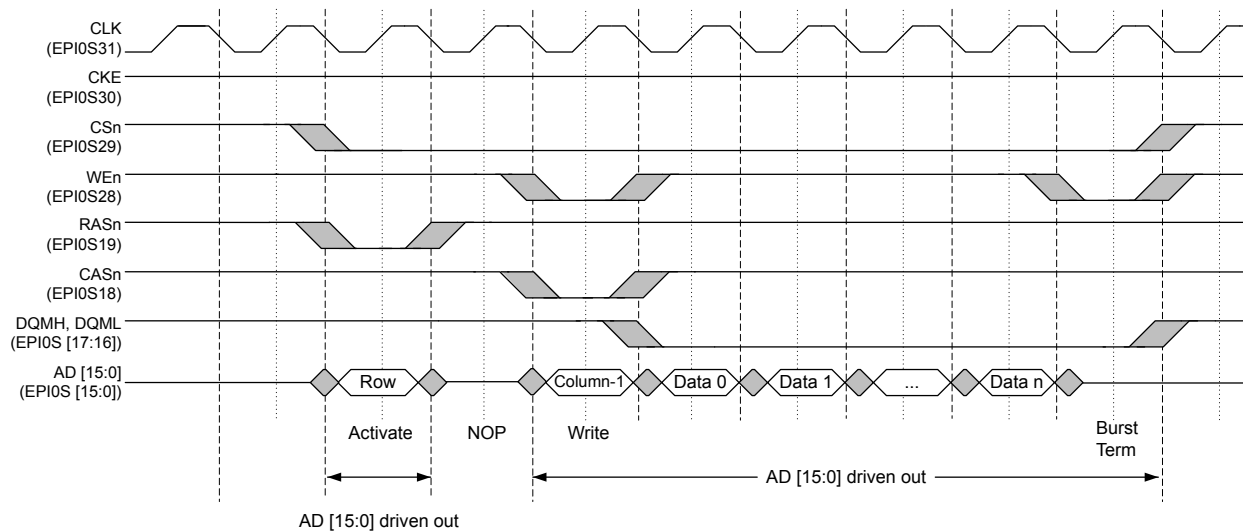 CLK
(EPI0S31)
CKE
(EPI0S30)
CSn
(EPI0S29)
WEn
(EPI0S28)
RASn
(EPI0S19)
CASn
(EPI0S18)
DQMH, DQML
(EPI0S [17:16])
AD [15:0]
(EPI0S [15:0])
Row
Column-1
Data 0
Data 1
...
Data n
Activate
NOP
Write
Burst
Term
AD [15:0] driven out
AD [15:0] driven out